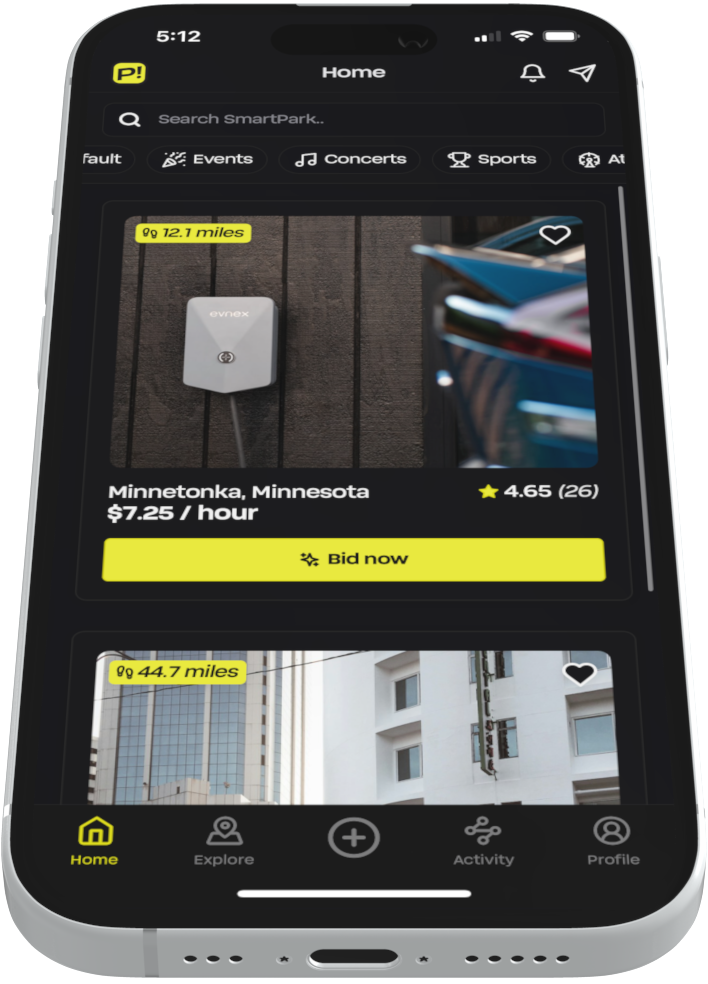 5:12
P!
Home
Search SmartPark..
fault
Events
Concerts
Sports
At
12.1 miles
evnex
Minnetonka, Minnesota
4.65 (26)
$7.25 / hour
Bid now
44.7 miles
Home
Explore
Activity
Profile